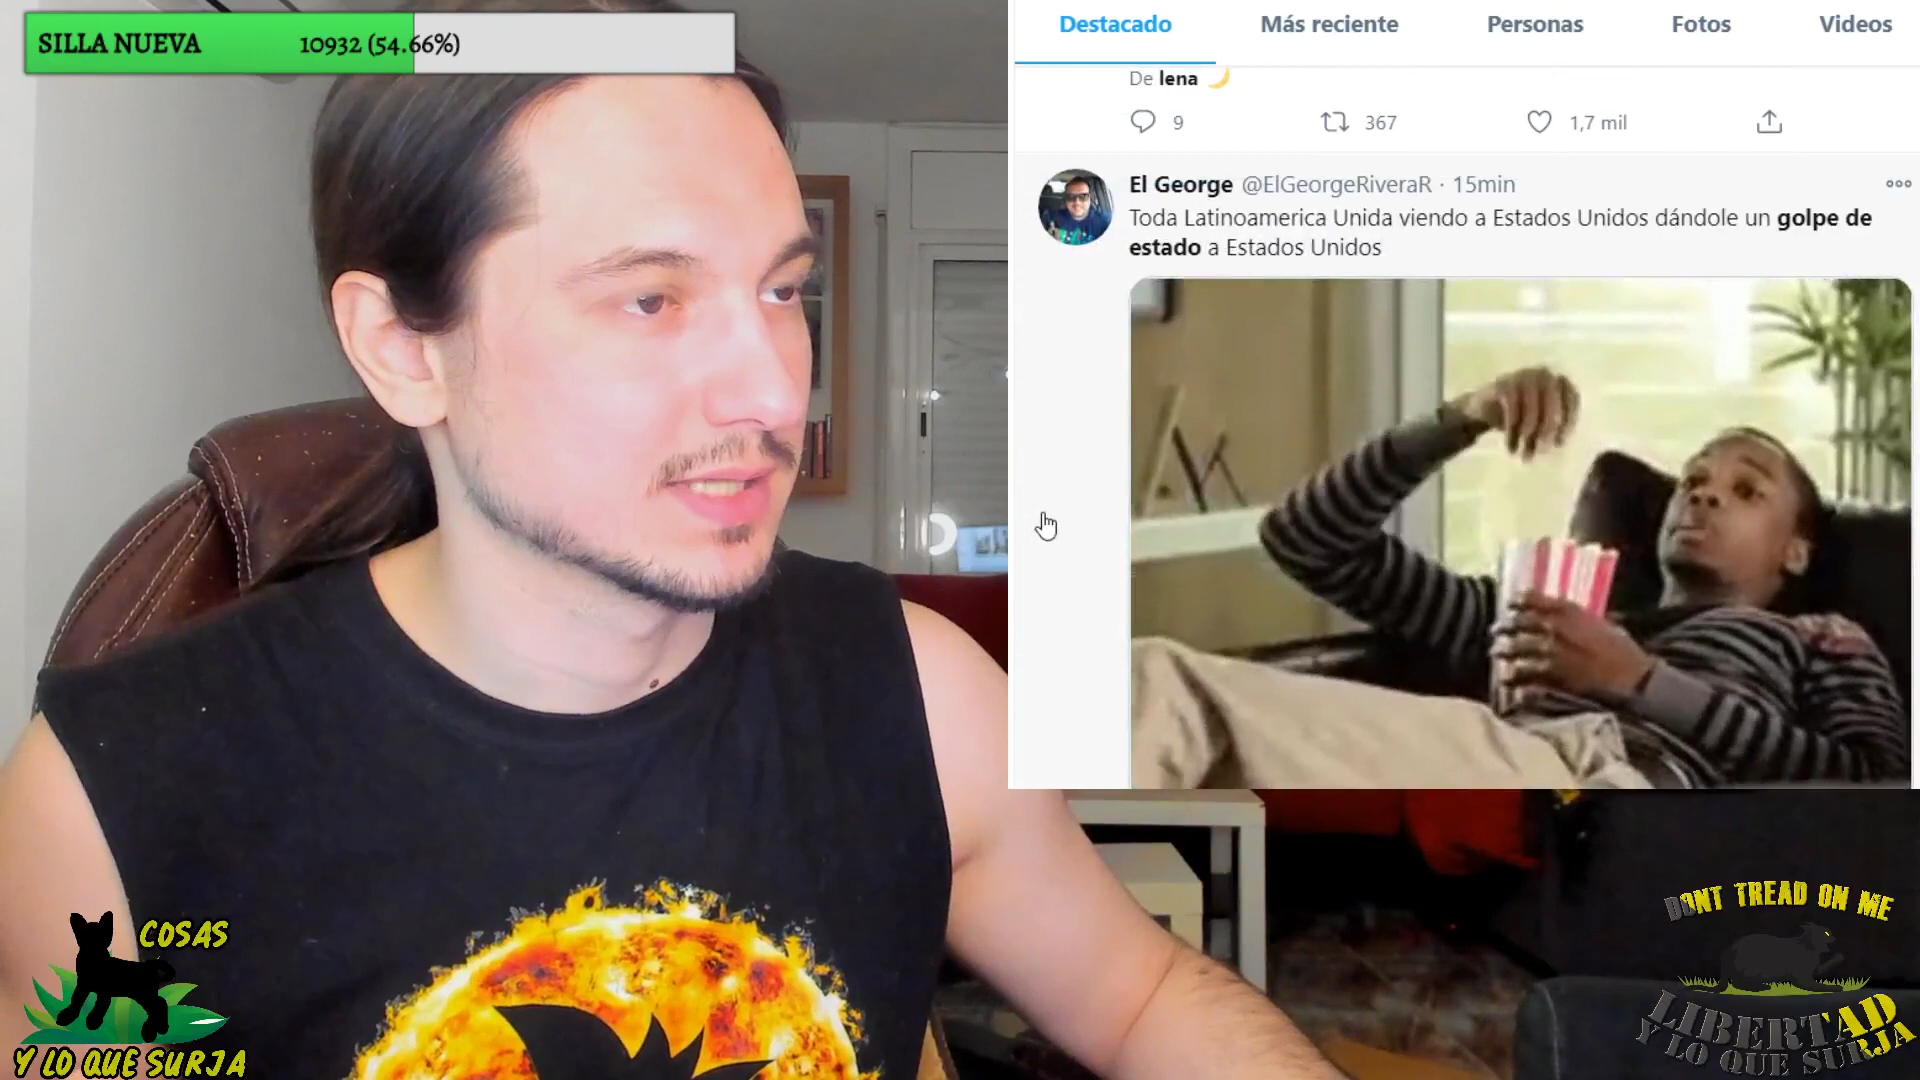 SILLA NUEVA
10932 (54.66%)
Destacado
Más reciente
Personas
Fotos
Videos
De lena 🌙
9
367
1,7 mil
El George @ElGeorgeRiveraR · 15min
Toda Latinoamerica Unida viendo a Estados Unidos dándole un golpe de
estado a Estados Unidos
COSAS
Y LO QUE SURJA
DONT TREAD ON ME
LIBERTAD
Y LO QUE SURJA